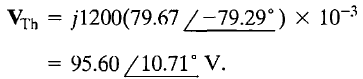 V_Th = j1200(79.67 ∠−79.29°) × 10⁻³
= 95.60 ∠10.71° V.